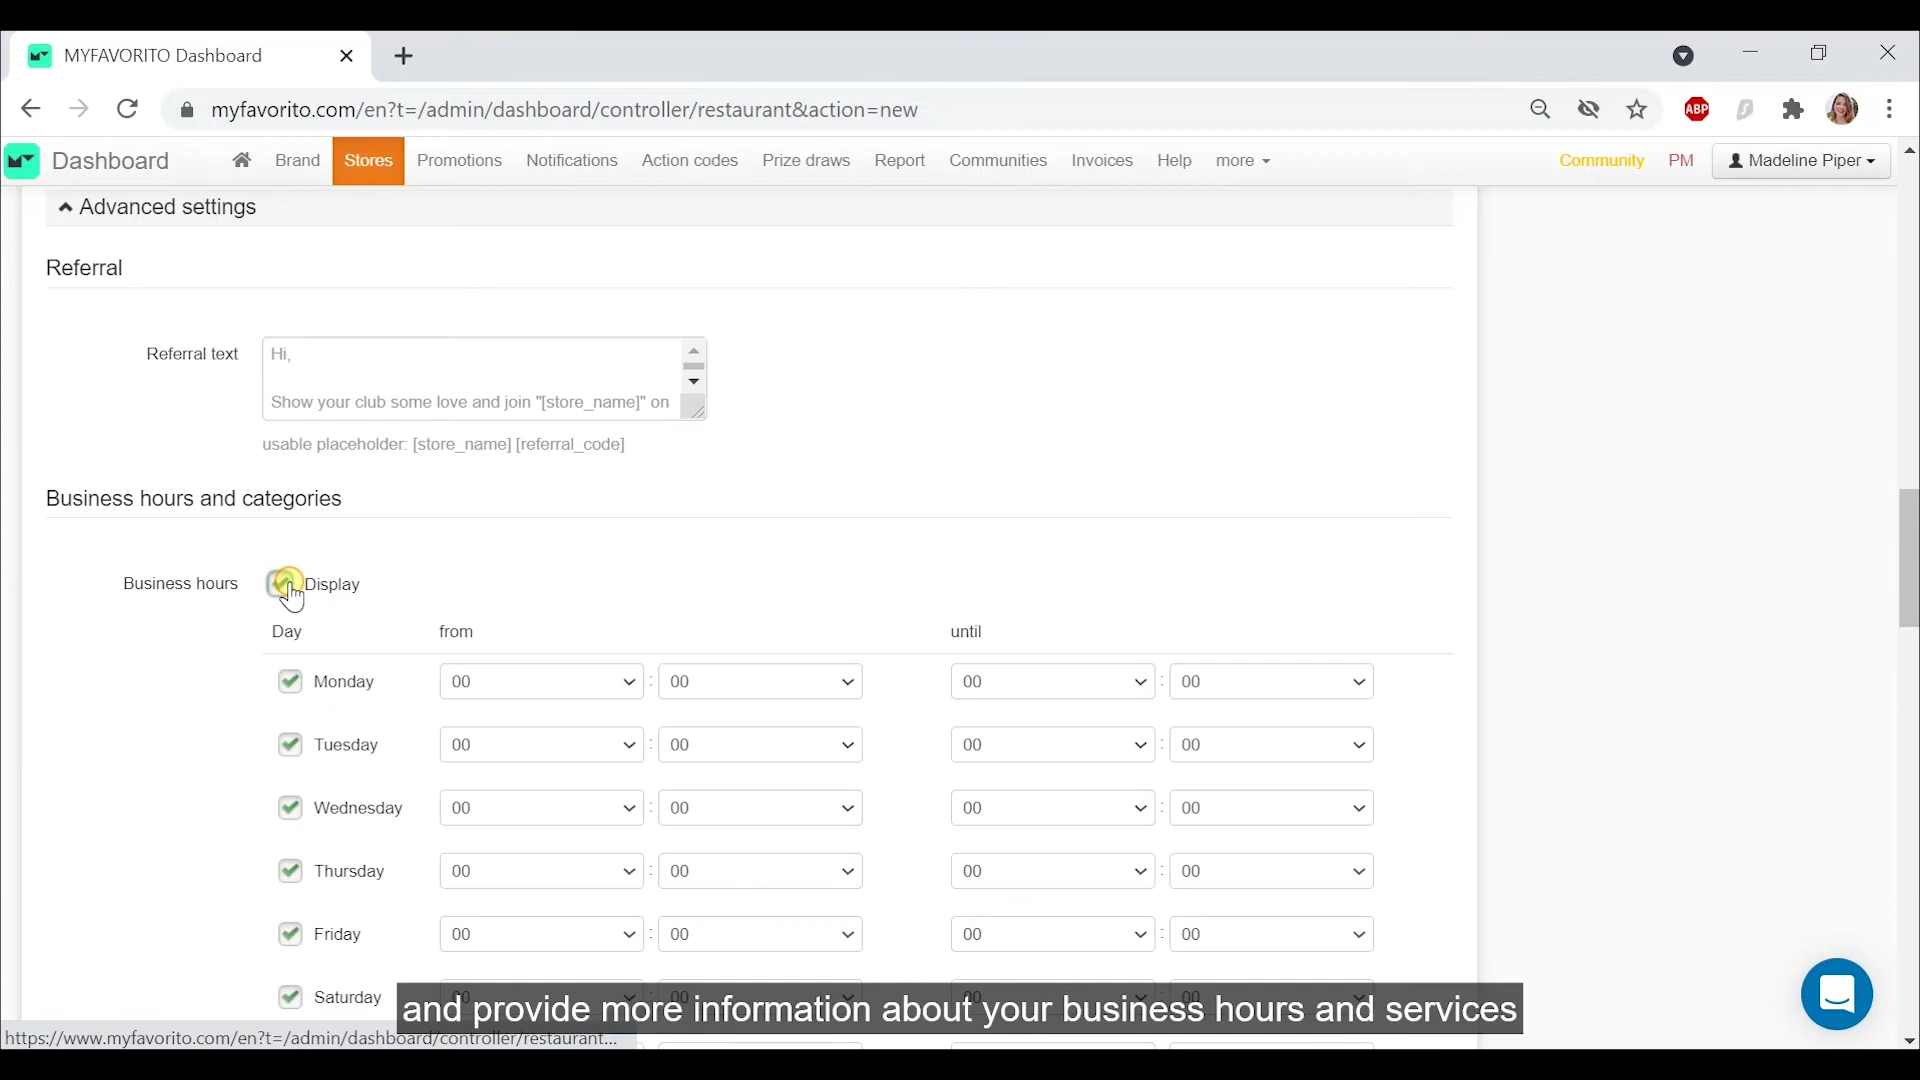 MYFAVORITO Dashboard
myfavorito.com/en?t=/admin/dashboard/controller/restaurant&action=new
ABP
Dashboard Brand Stores Promotions Notifications Action codes Prize draws Report Communities Invoices Help more Community PM Madeline Piper
Advanced settings
Referral
Referral text
Hi,
Show your club some love and join "[store_name]" on
usable placeholder: [store_name] [referral_code]
Business hours and categories
Business hours Display
Day from until
Monday 00 : 00 00 : 00
Tuesday 00 : 00 00 : 00
Wednesday 00 : 00 00 : 00
Thursday 00 : 00 00 : 00
Friday 00 : 00 00 : 00
Saturday 00 00 00 00
and provide more information about your business hours and services
https://www.myfavorito.com/en?t=/admin/dashboard/controller/restaurant...